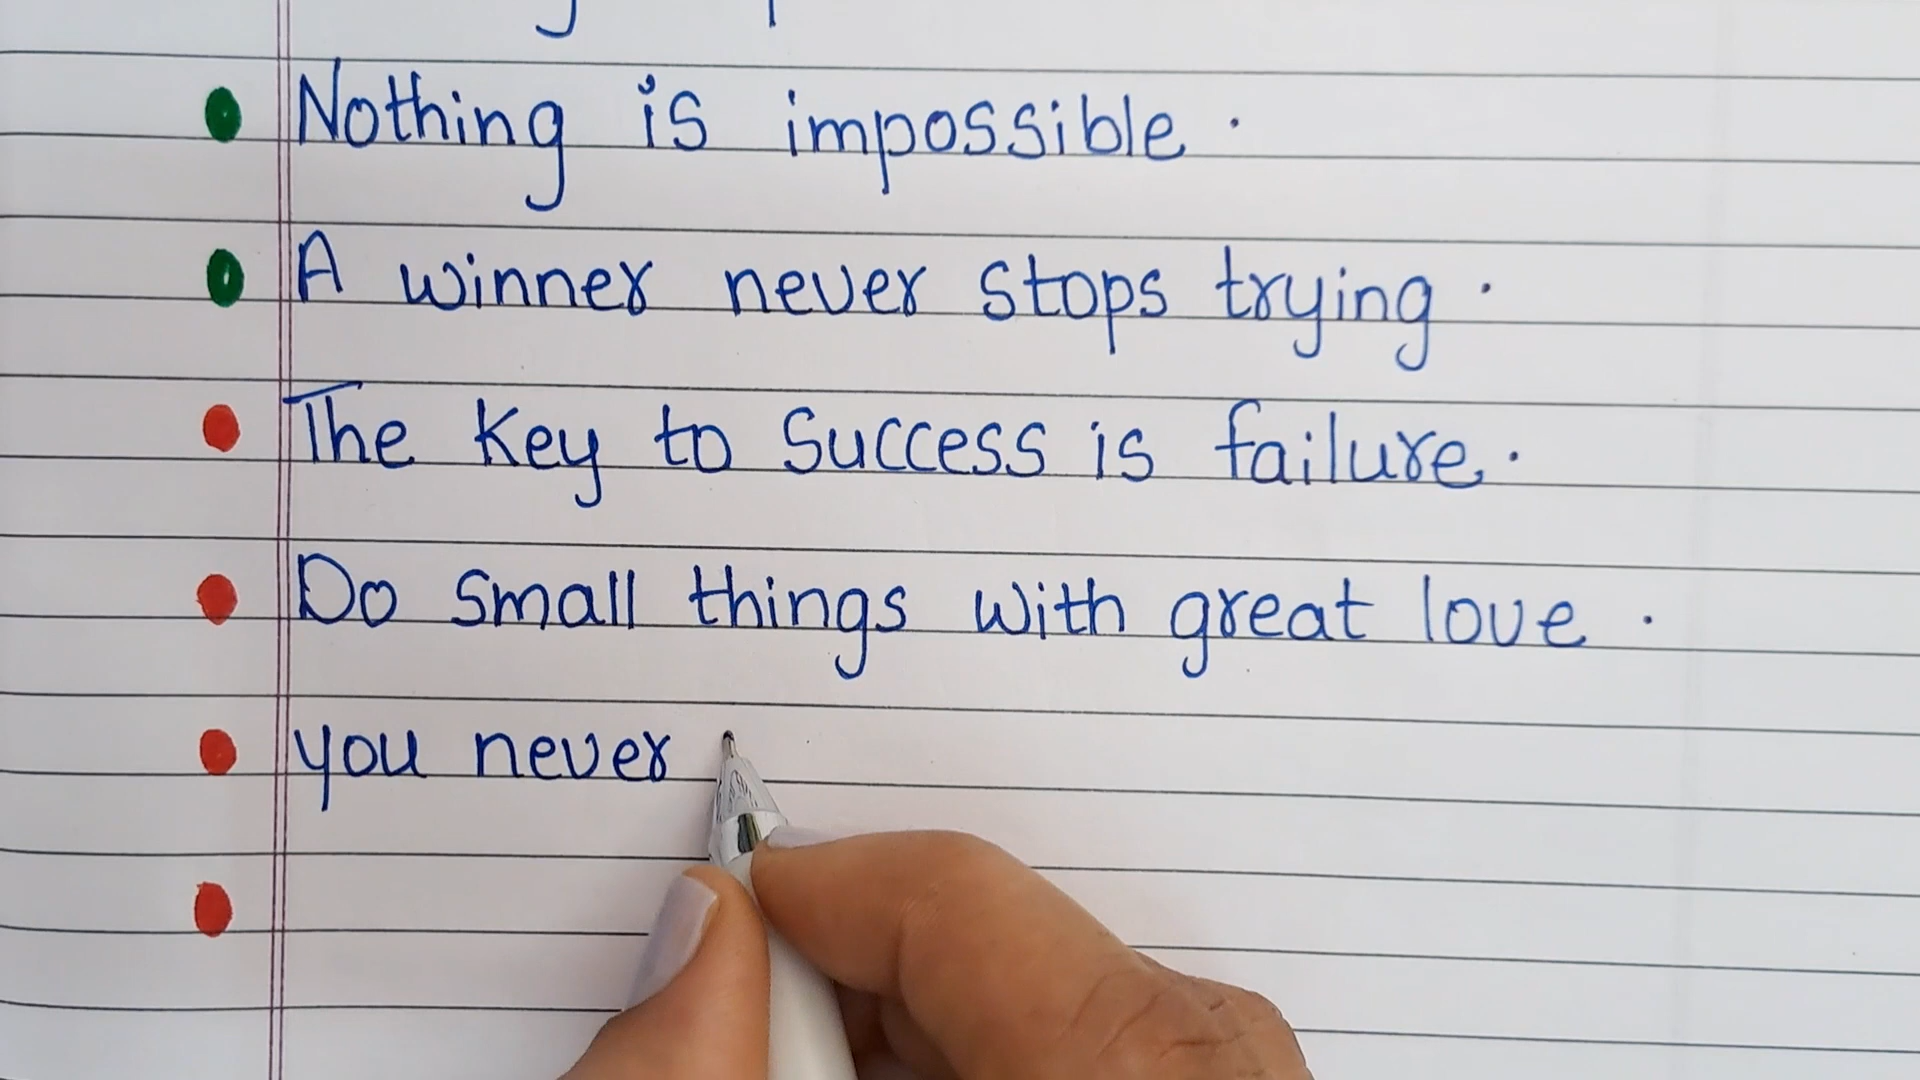 Nothing is impossible.
A winner never stops trying.
The Key to Success is failure.
Do small things with great love.
you never